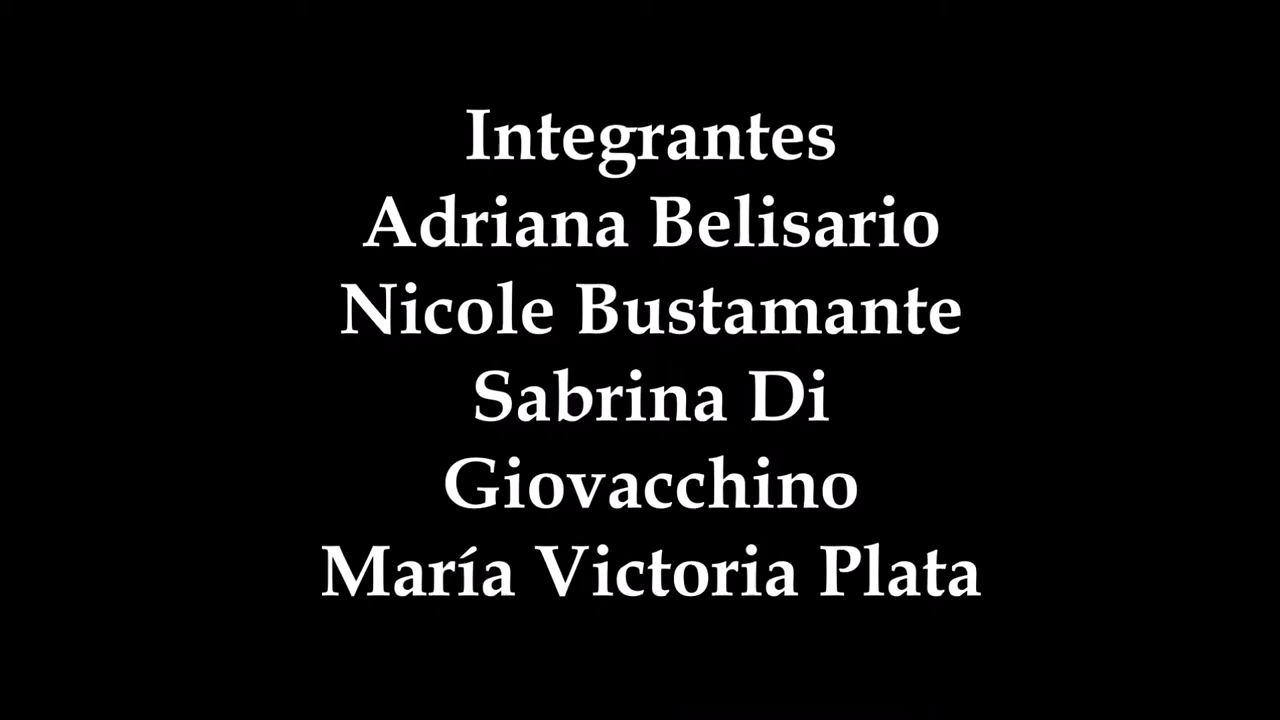 Integrantes
Adriana Belisario
Nicole Bustamante
Sabrina Di
Giovacchino
María Victoria Plata